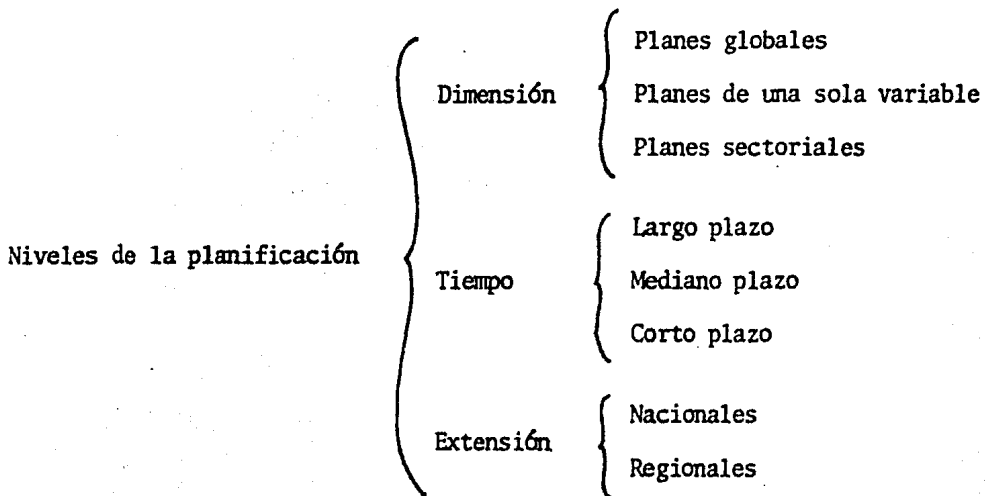 Niveles de la planificación
Dimensión
Planes globales
Planes de una sola variable
Planes sectoriales
Tiempo
Largo plazo
Mediano plazo
Corto plazo
Extensión
Nacionales
Regionales